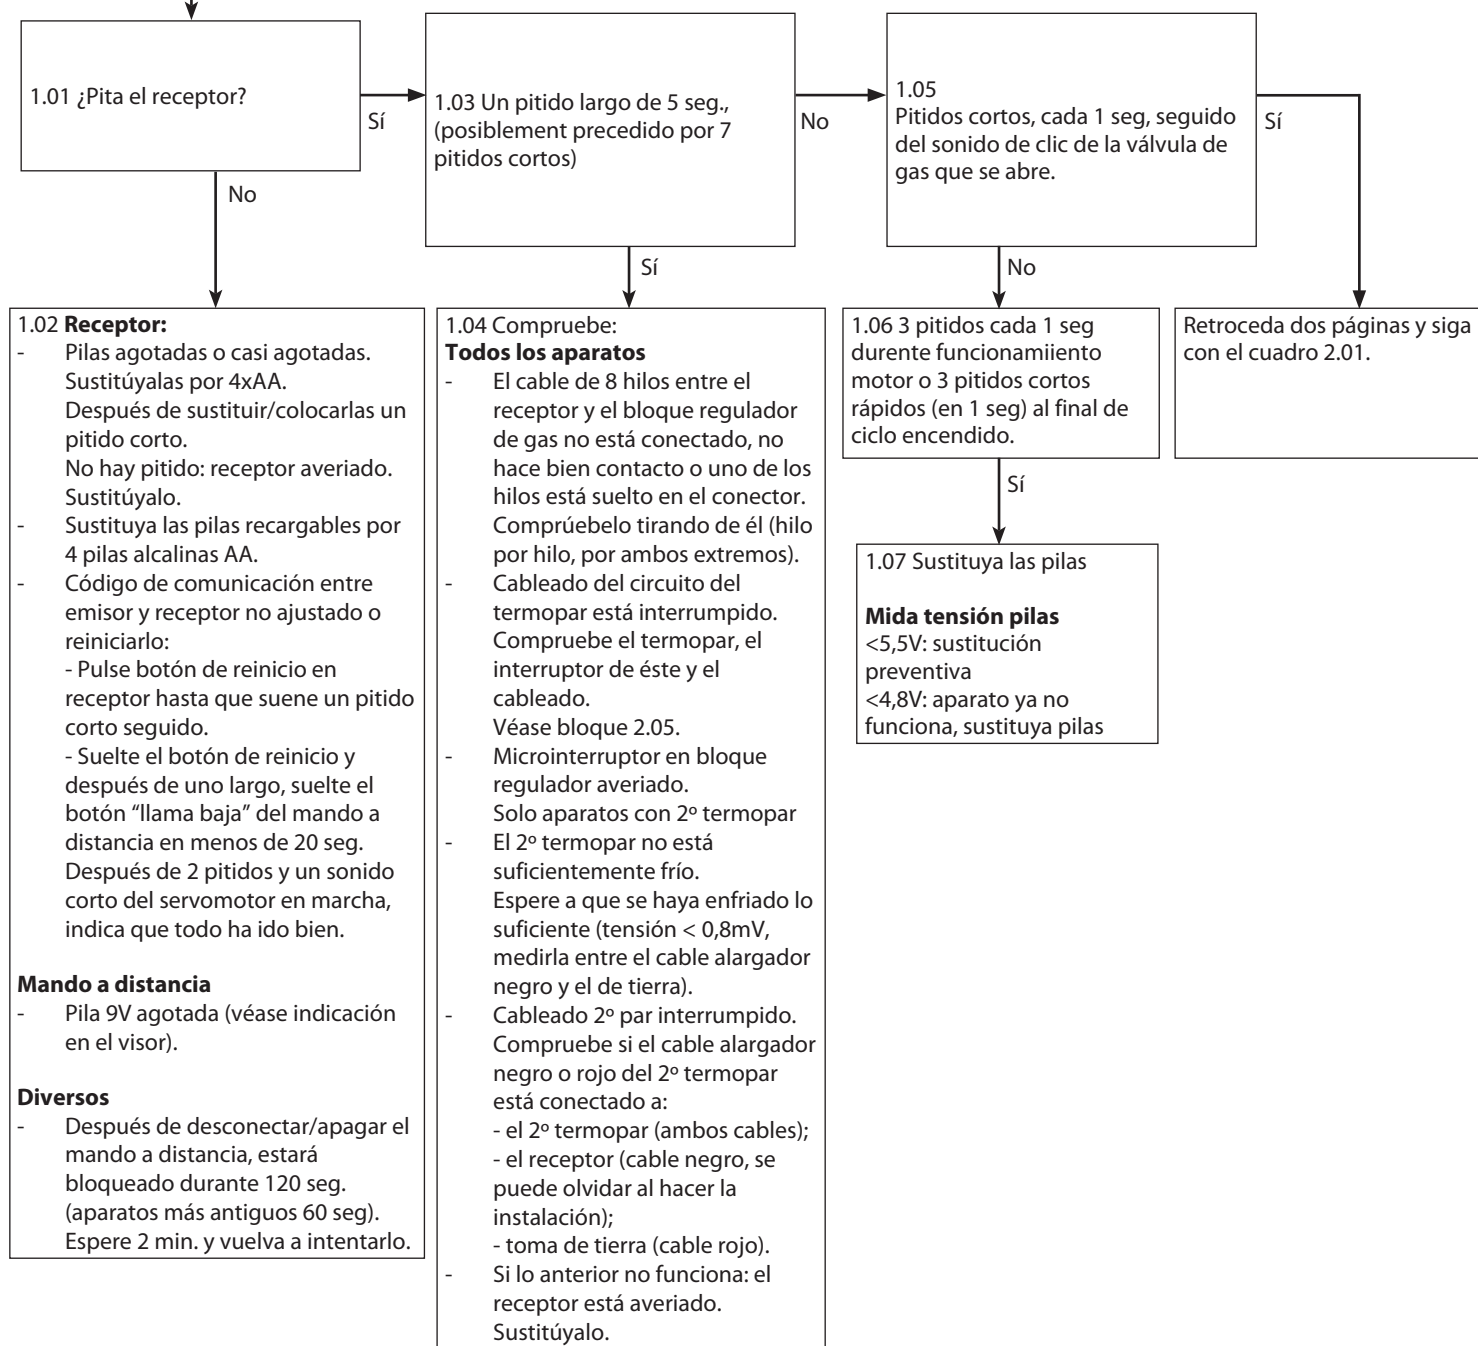 1.01 ¿Pita el receptor?
Sí
No
1.03 Un pitido largo de 5 seg.,
(posiblement precedido por 7
pitidos cortos)
No
Sí
1.05
Pitidos cortos, cada 1 seg, seguido
del sonido de clic de la válvula de
gas que se abre.
Sí
No
1.02 Receptor:
- Pilas agotadas o casi agotadas.
Sustitúyalas por 4xAA.
Después de sustituir/colocarlas un
pitido corto.
No hay pitido: receptor averiado.
Sustitúyalo.
- Sustituya las pilas recargables por
4 pilas alcalinas AA.
- Código de comunicación entre
emisor y receptor no ajustado o
reiniciarlo:
- Pulse botón de reinicio en
receptor hasta que suene un pitido
corto seguido.
- Suelte el botón de reinicio y
después de uno largo, suelte el
botón “llama baja” del mando a
distancia en menos de 20 seg.
Después de 2 pitidos y un sonido
corto del servomotor en marcha,
indica que todo ha ido bien.
Mando a distancia
- Pila 9V agotada (véase indicación
en el visor).
Diversos
- Después de desconectar/apagar el
mando a distancia, estará
bloqueado durante 120 seg.
(aparatos más antiguos 60 seg).
Espere 2 min. y vuelva a intentarlo.
1.04 Compruebe:
Todos los aparatos
- El cable de 8 hilos entre el
receptor y el bloque regulador
de gas no está conectado, no
hace bien contacto o uno de los
hilos está suelto en el conector.
Comprúebelo tirando de él (hilo
por hilo, por ambos extremos).
- Cableado del circuito del
termopar está interrumpido.
Compruebe el termopar, el
interruptor de éste y el
cableado.
Véase bloque 2.05.
- Microinterruptor en bloque
regulador averiado.
Solo aparatos con 2º termopar
- El 2º termopar no está
suficientemente frío.
Espere a que se haya enfriado lo
suficiente (tensión < 0,8mV,
medirla entre el cable alargador
negro y el de tierra).
- Cableado 2º par interrumpido.
Compruebe si el cable alargador
negro o rojo del 2º termopar
está conectado a:
- el 2º termopar (ambos cables);
- el receptor (cable negro, se
puede olvidar al hacer la
instalación);
- toma de tierra (cable rojo).
- Si lo anterior no funciona: el
receptor está averiado.
Sustitúyalo.
1.06 3 pitidos cada 1 seg
durente funcionamiiento
motor o 3 pitidos cortos
rápidos (en 1 seg) al final de
ciclo encendido.
Sí
1.07 Sustituya las pilas
Mida tensión pilas
<5,5V: sustitución
preventiva
<4,8V: aparato ya no
funciona, sustituya pilas
Retroceda dos páginas y siga
con el cuadro 2.01.